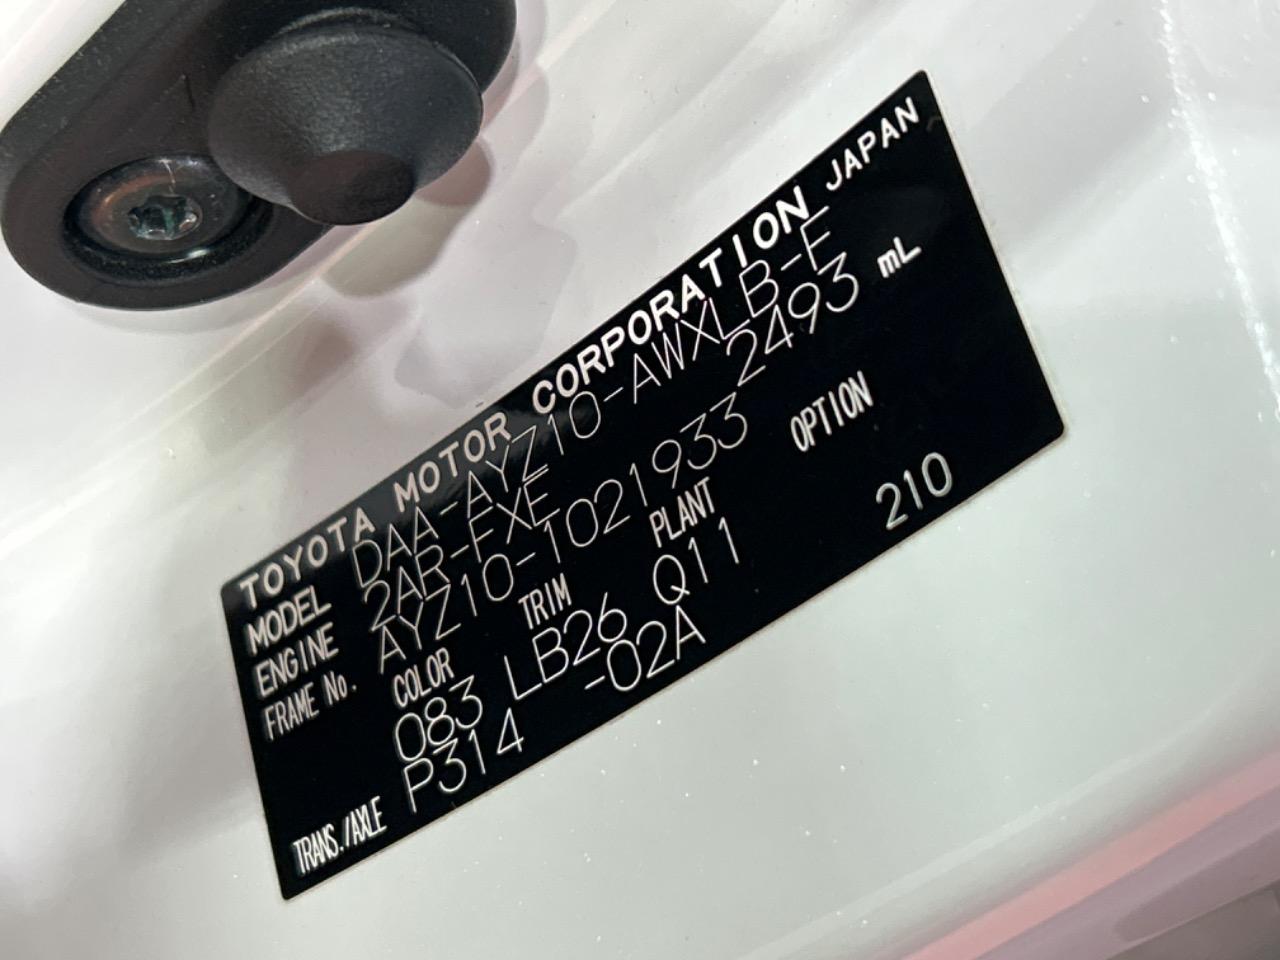 TOYOTA MOTOR CORPORATION JAPAN
MODEL DAA-AYZ10-AWXLB-E
ENGINE 2AR-FXE 2493 mL
FRAME No. AYZ10-1021933
COLOR TRIM PLANT OPTION
083 LB26 Q11 210
TRANS./AXLE P314 -02A